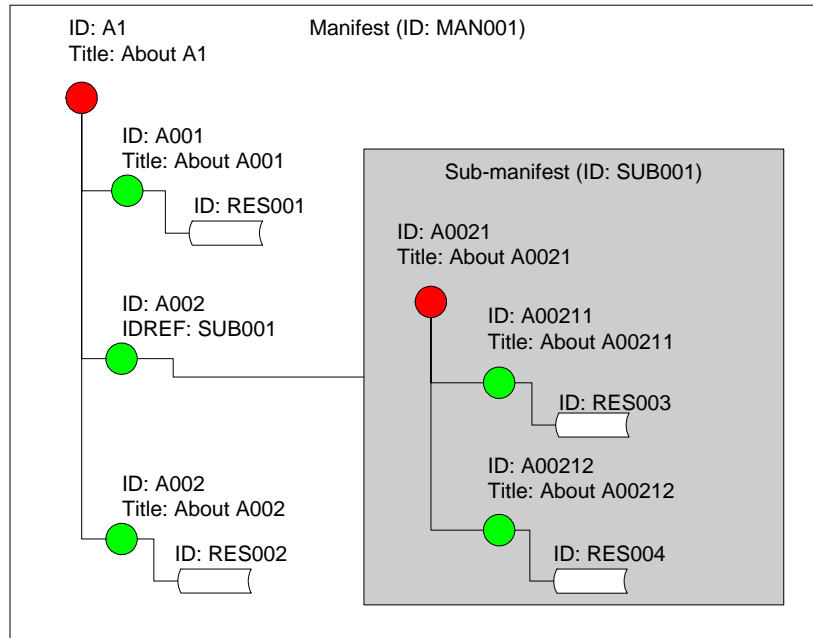 ID: A1
Title: About A1
Manifest (ID: MAN001)
ID: A001
Title: About A001
ID: RES001
ID: A002
IDREF: SUB001
ID: A002
Title: About A002
ID: RES002
Sub-manifest (ID: SUB001)
ID: A0021
Title: About A0021
ID: A00211
Title: About A00211
ID: RES003
ID: A00212
Title: About A00212
ID: RES004